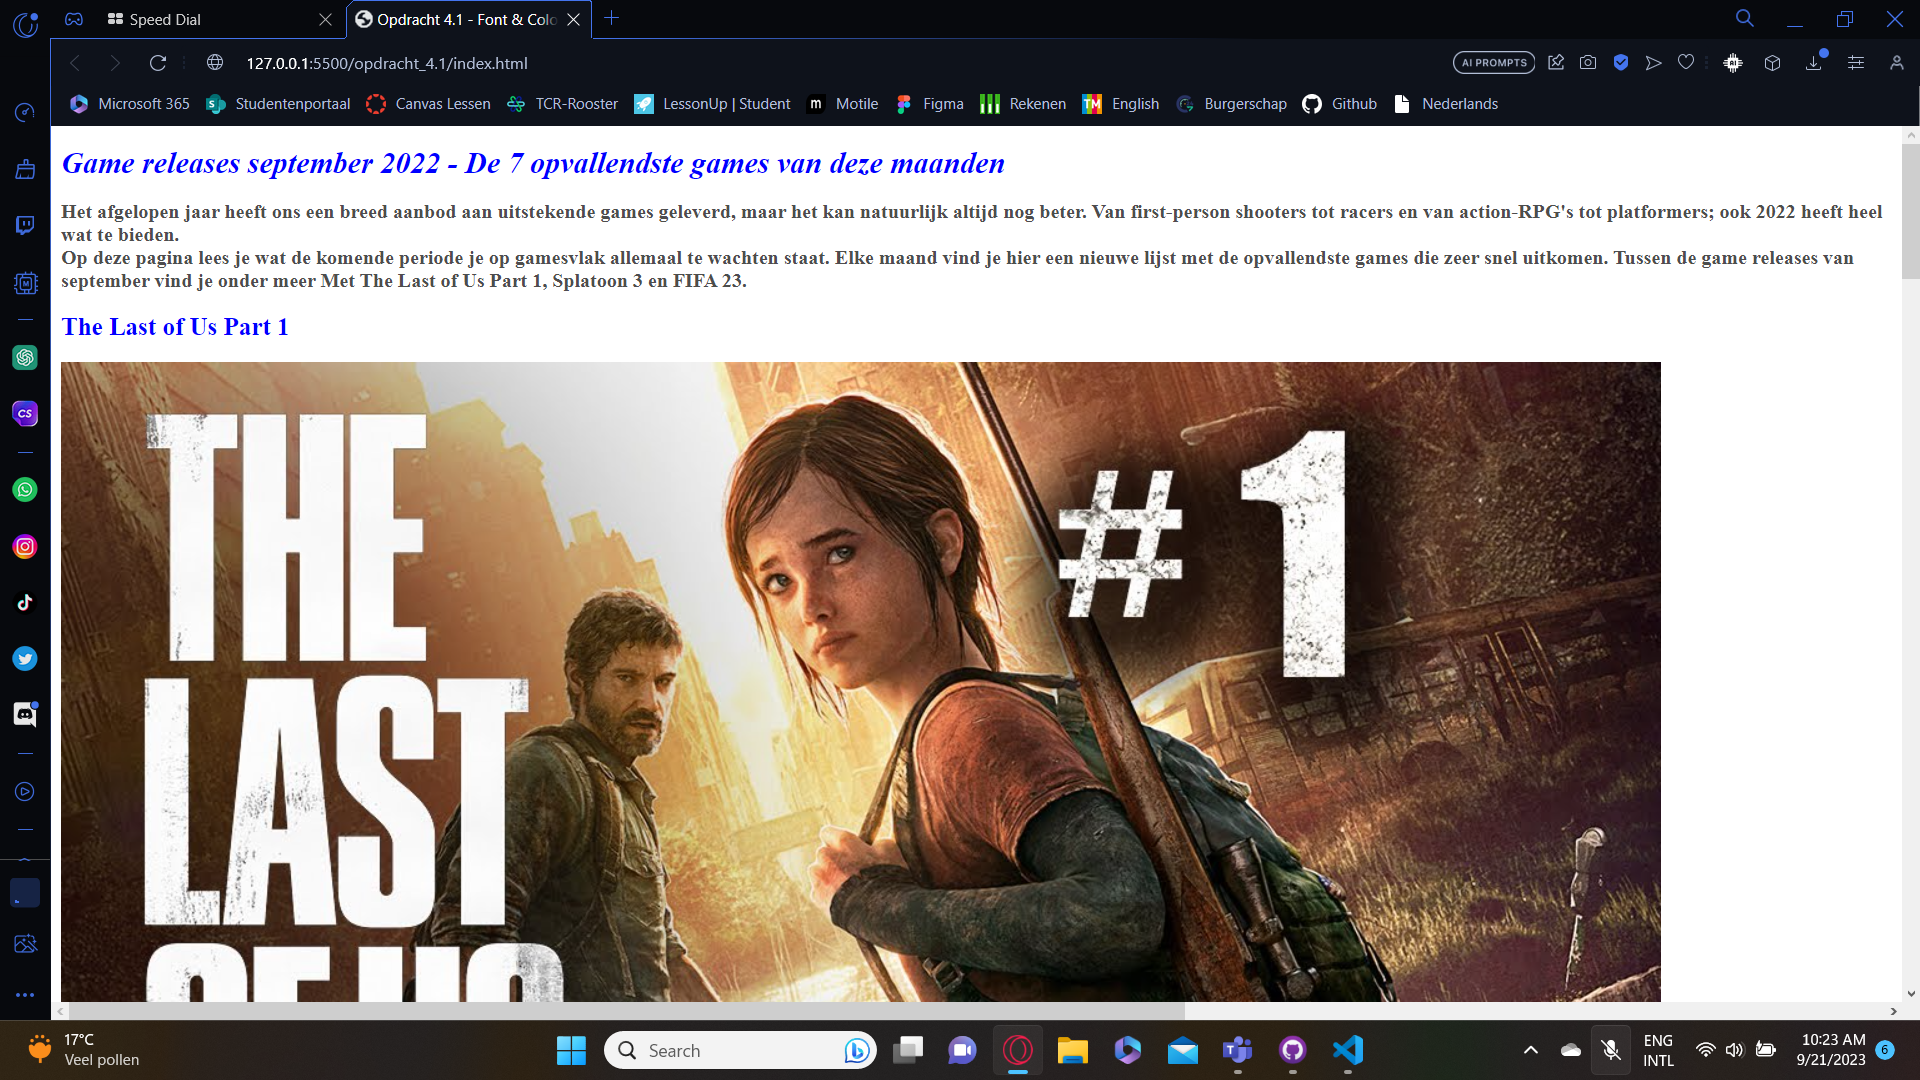 Speed Dial
Opdracht 4.1 - Font & Colo
127.0.0.1:5500/opdracht_4.1/index.html
AI PROMPTS
Microsoft 365
Studentenportaal
Canvas Lessen
TCR-Rooster
LessonUp | Student
m Motile
Figma
Rekenen
TM English
Burgerschap
Github
Nederlands
Game releases september 2022 - De 7 opvallendste games van deze maanden
Het afgelopen jaar heeft ons een breed aanbod aan uitstekende games geleverd, maar het kan natuurlijk altijd nog beter. Van first-person shooters tot racers en van action-RPG's tot platformers; ook 2022 heeft heel
wat te bieden.
Op deze pagina lees je wat de komende periode je op gamesvlak allemaal te wachten staat. Elke maand vind je hier een nieuwe lijst met de opvallendste games die zeer snel uitkomen. Tussen de game releases van
september vind je onder meer Met The Last of Us Part 1, Splatoon 3 en FIFA 23.
The Last of Us Part 1
THE
#1
LAST
OF US
CS
17°C
Veel pollen
Search
ENG
INTL
10:23 AM
9/21/2023
6